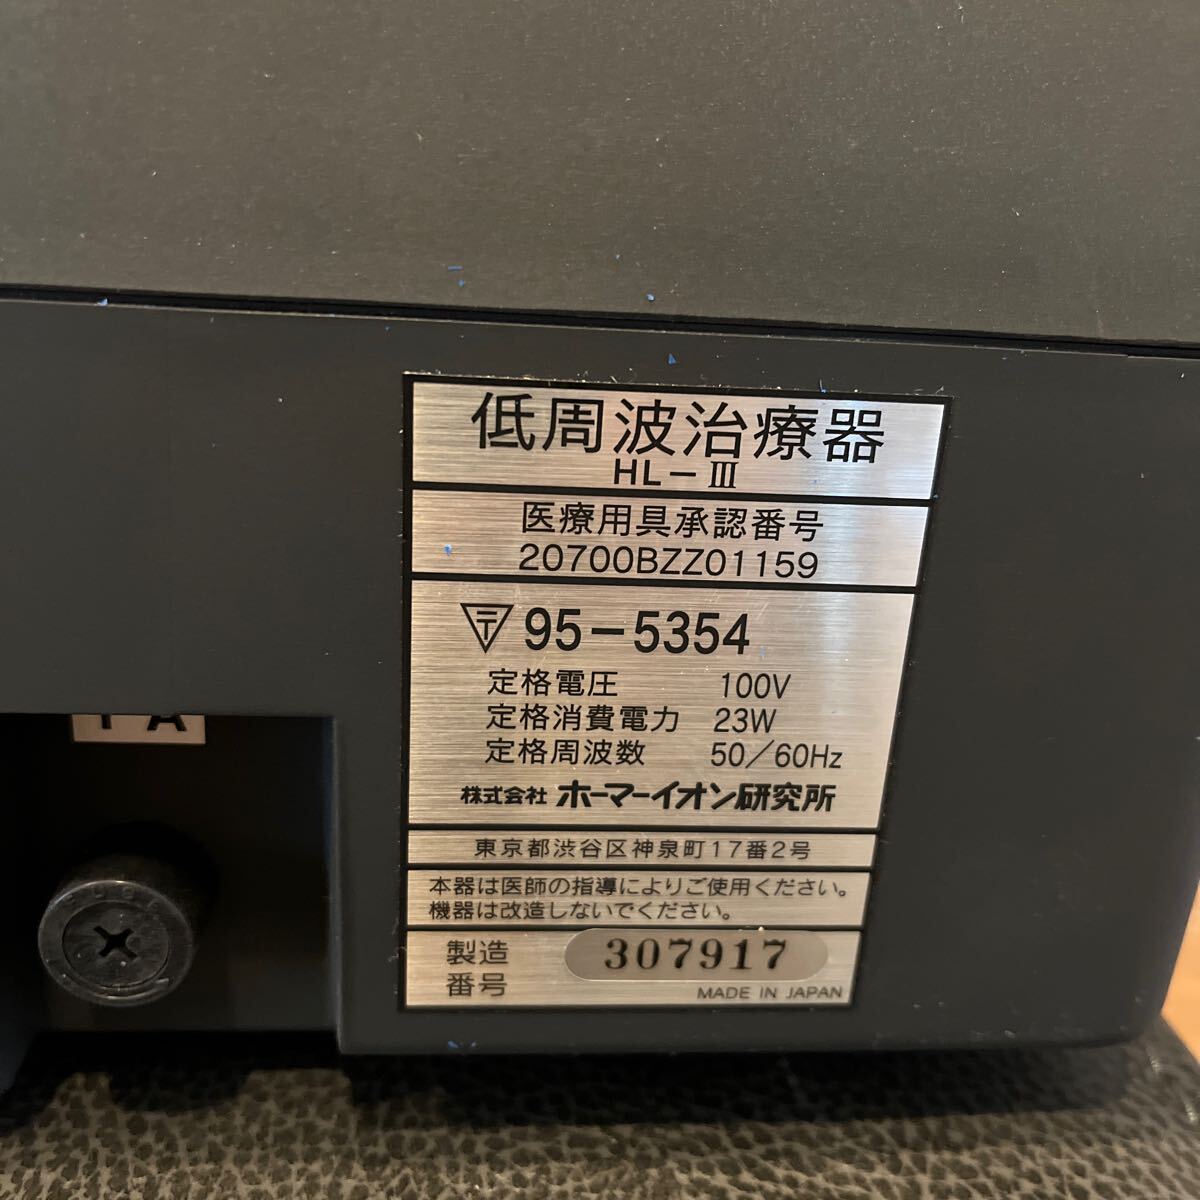 低周波治療器
HL-Ⅲ
医療用具承認番号
20700BZZ01159
〒95-5354
定格電圧 100V
定格消費電力 23W
定格周波数 50/60Hz
株式会社 ホーマーイオン研究所
東京都渋谷区神泉町17番2号
本器は医師の指導によりご使用ください。
機器は改造しないでください。
製造番号 307917
MADE IN JAPAN